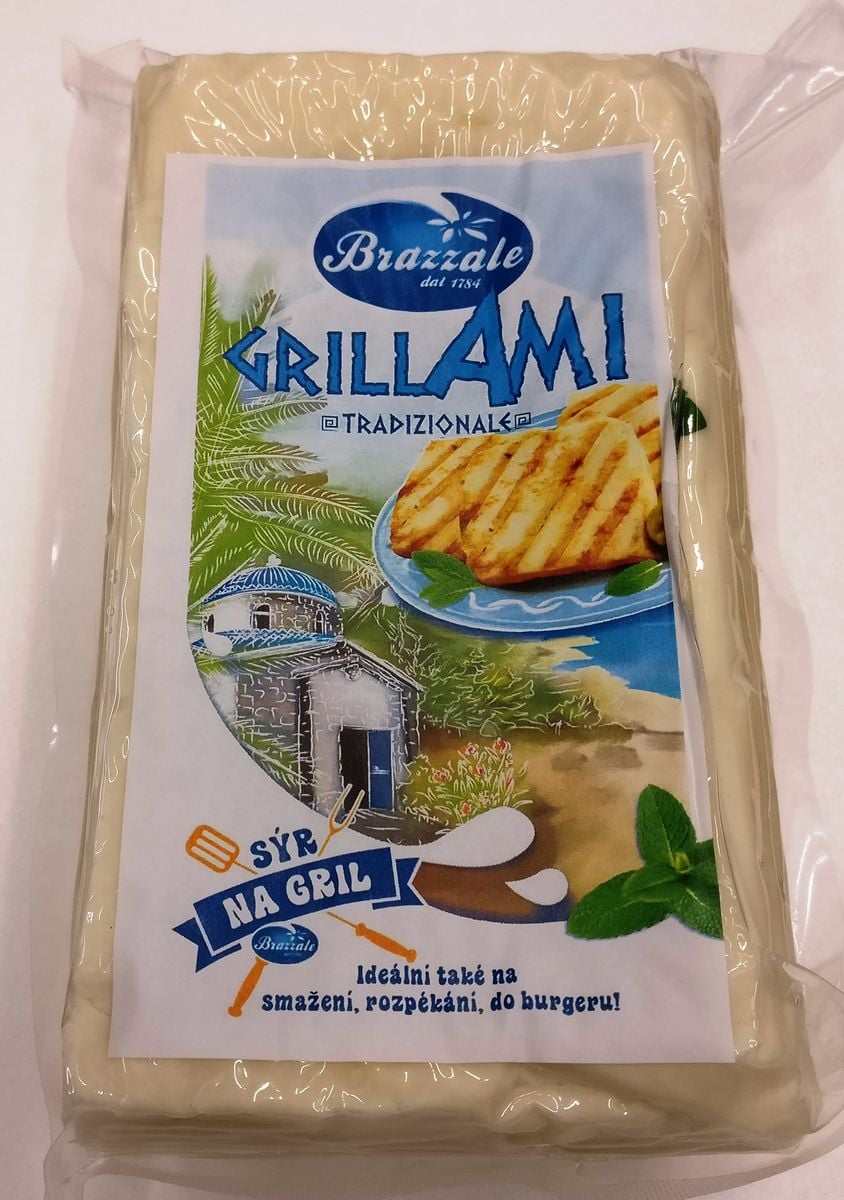 Brazzale
dal 1784
GRILLAMI
TRADIZIONALE
SÝR
NA GRIL
Brazzale
Ideální také na
smažení, rozpékání, do burgeru!